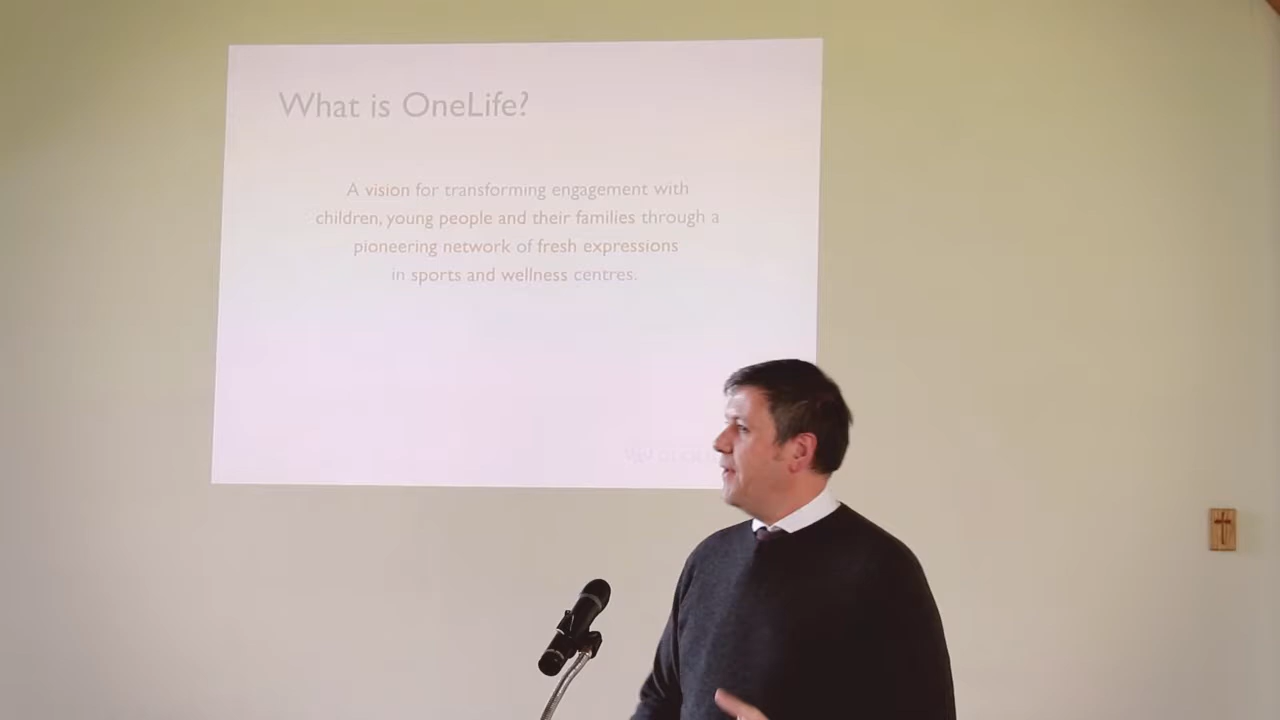 What is OneLife?
A vision for transforming engagement with
children, young people and their families through a
pioneering network of fresh expressions
in sports and wellness centres.